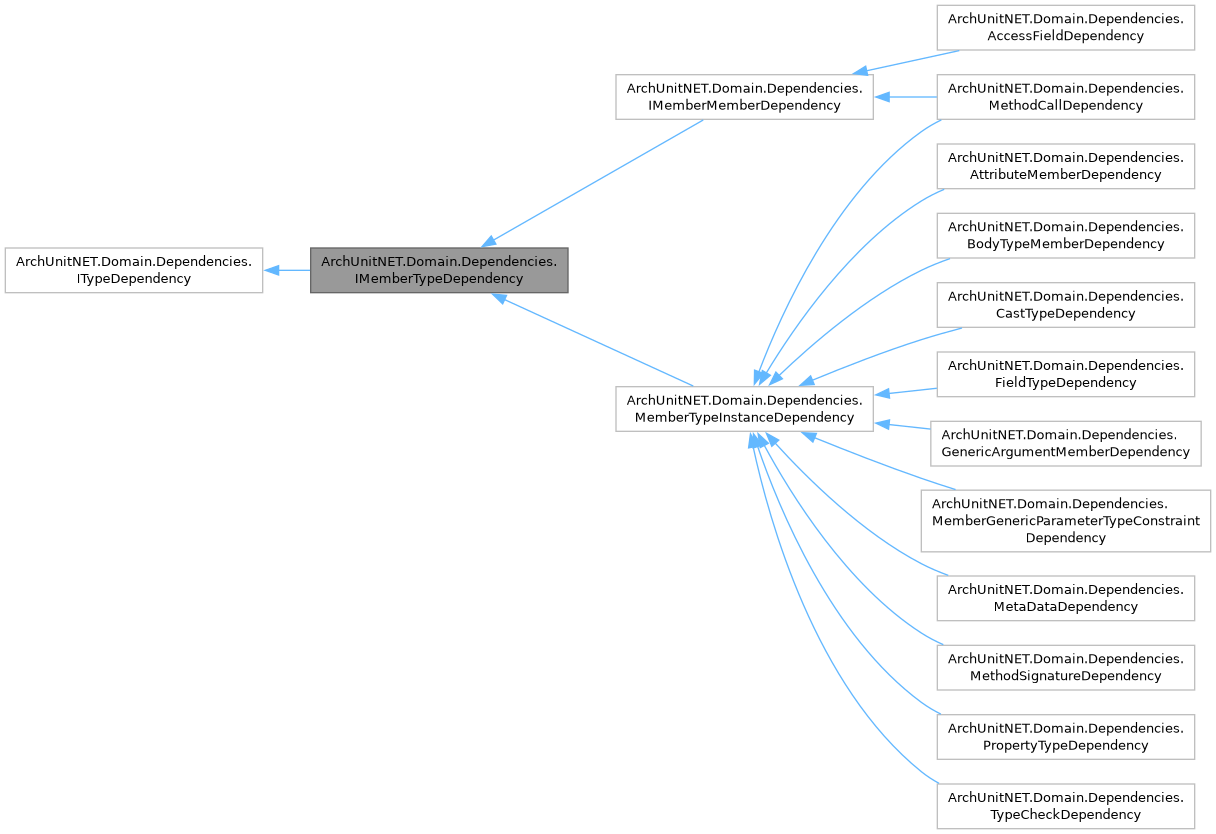 ArchUnitNET.Domain.Dependencies.
ITypeDependency
ArchUnitNET.Domain.Dependencies.
IMemberTypeDependency
ArchUnitNET.Domain.Dependencies.
IMemberMemberDependency
ArchUnitNET.Domain.Dependencies.
MemberTypeInstanceDependency
ArchUnitNET.Domain.Dependencies.
AccessFieldDependency
ArchUnitNET.Domain.Dependencies.
MethodCallDependency
ArchUnitNET.Domain.Dependencies.
AttributeMemberDependency
ArchUnitNET.Domain.Dependencies.
BodyTypeMemberDependency
ArchUnitNET.Domain.Dependencies.
CastTypeDependency
ArchUnitNET.Domain.Dependencies.
FieldTypeDependency
ArchUnitNET.Domain.Dependencies.
GenericArgumentMemberDependency
ArchUnitNET.Domain.Dependencies.
MemberGenericParameterTypeConstraint
Dependency
ArchUnitNET.Domain.Dependencies.
MetaDataDependency
ArchUnitNET.Domain.Dependencies.
MethodSignatureDependency
ArchUnitNET.Domain.Dependencies.
PropertyTypeDependency
ArchUnitNET.Domain.Dependencies.
TypeCheckDependency